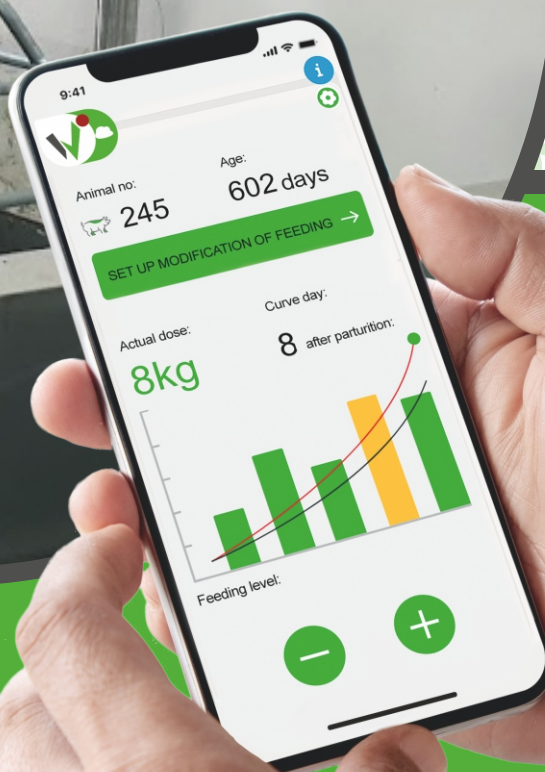 9:41
i
Animal no:
245
Age:
602 days
SET UP MODIFICATION OF FEEDING →
Actual dose:
8kg
Curve day:
8 after parturition:
Feeding level: